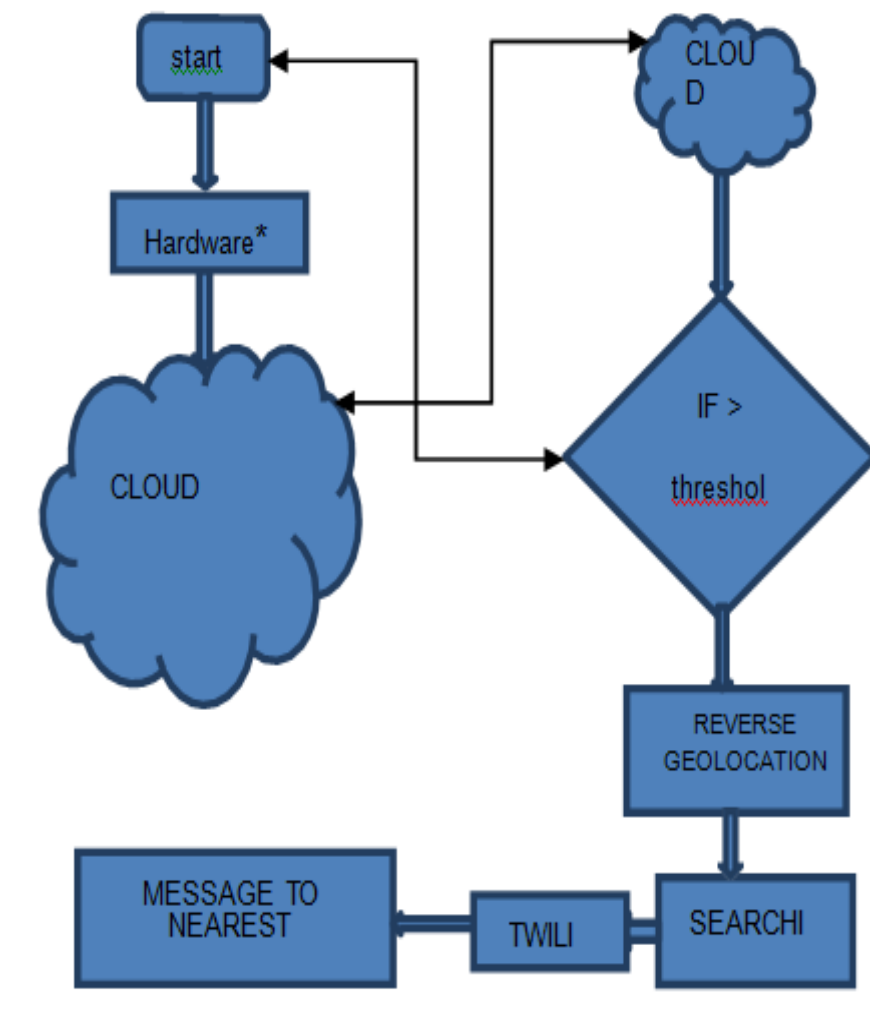 start
Hardware*
CLOUD
CLOU
D
IF >
threshol
REVERSE
GEOLOCATION
SEARCHI
TWILI
MESSAGE TO
NEAREST